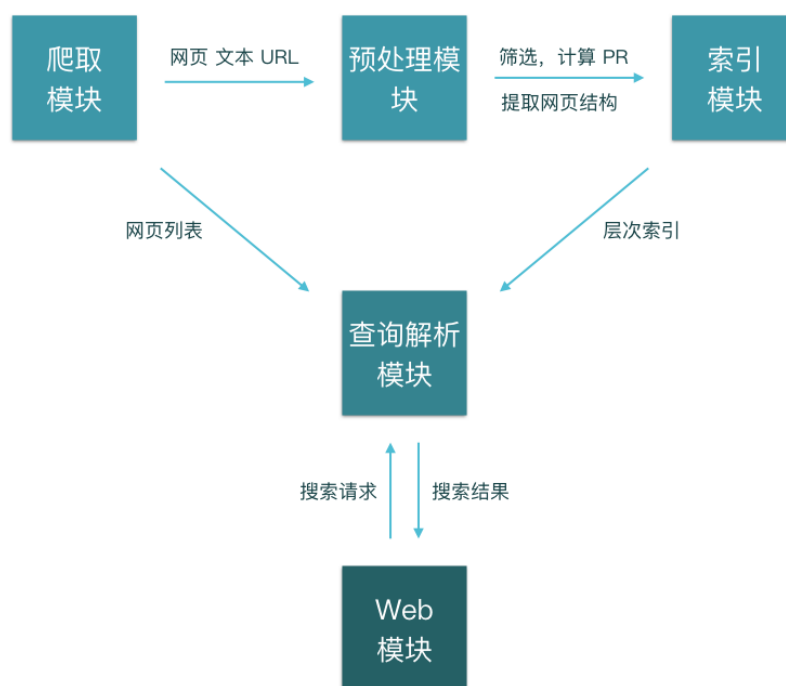 爬取
模块
网页 文本 URL
预处理模
块
筛选，计算 PR
提取网页结构
索引
模块
网页列表
层次索引
查询解析
模块
搜索请求
搜索结果
Web
模块